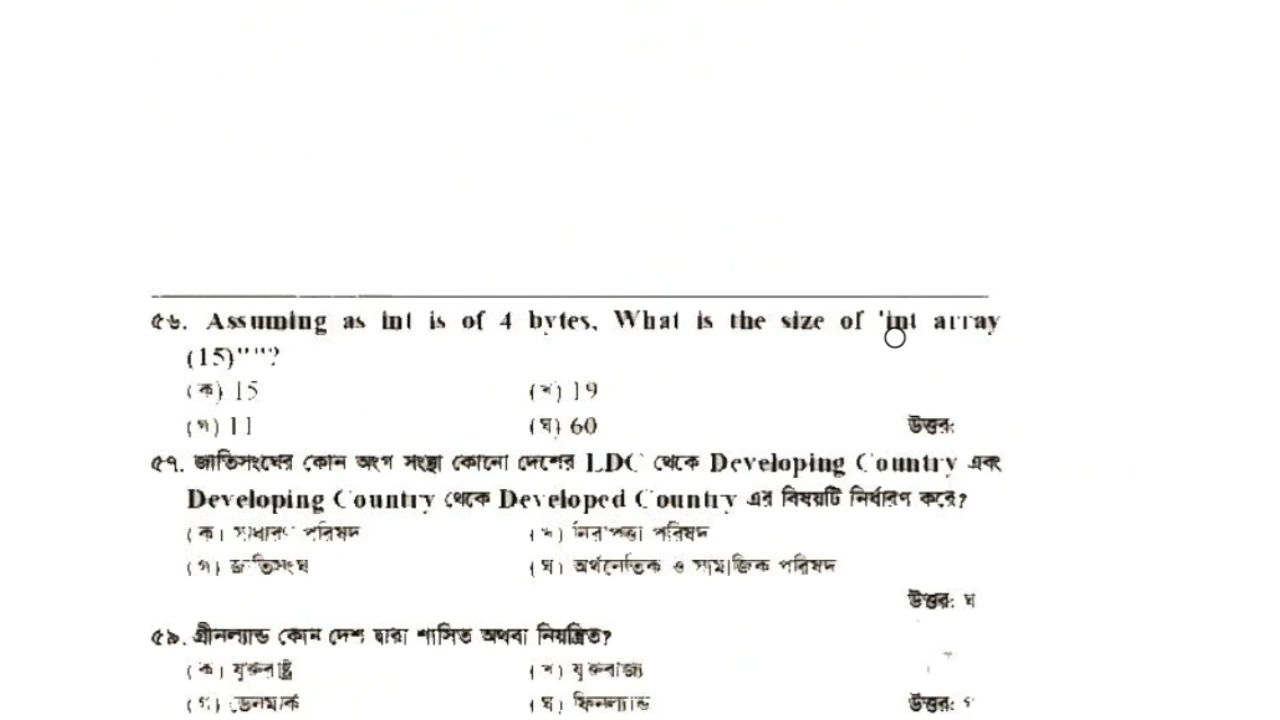 ৫৬. Assuming as int is of 4 bytes, What is the size of 'int array
(15)""'?
(ক) 15 (খ) 19
(গ) 11 (ঘ) 60 উত্তর:
৫৭. জাতিসংঘের কোন অংগ সংস্থা কোনো দেশের LDC থেকে Developing Country এবং
Developing Country থেকে Developed Country এর বিষয়টি নির্ধারণ করে?
(ক) সাধারণ পরিষদ (খ) নিরাপত্তা পরিষদ
(গ) জাতিসংঘ (ঘ) অর্থনৈতিক ও সামাজিক পরিষদ
উত্তর: ঘ
৫৯. গ্রীনল্যান্ড কোন দেশ দ্বারা শাসিত অথবা নিয়ন্ত্রিত?
(ক) যুক্তরাষ্ট্র (খ) যুক্তরাজ্য
(গ) ডেনমার্ক (ঘ) ফিনল্যান্ড উত্তর: